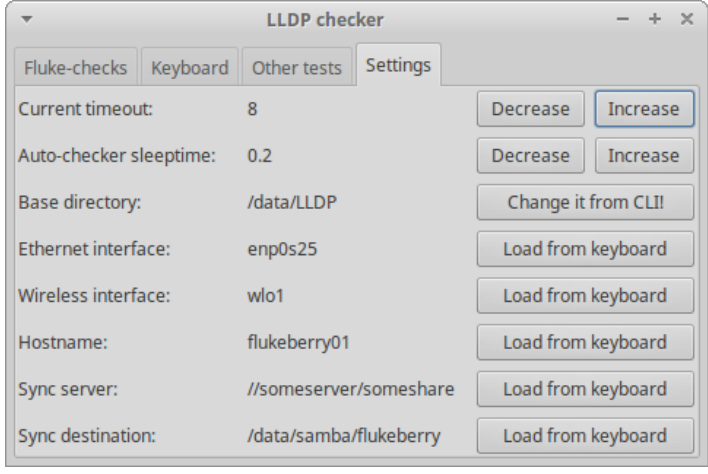 LLDP checker
Fluke-checks Keyboard Other tests Settings
Current timeout: 8 Decrease Increase
Auto-checker sleeptime: 0.2 Decrease Increase
Base directory: /data/LLDP Change it from CLI!
Ethernet interface: enp0s25 Load from keyboard
Wireless interface: wlo1 Load from keyboard
Hostname: flukeberry01 Load from keyboard
Sync server: //someserver/someshare Load from keyboard
Sync destination: /data/samba/flukeberry Load from keyboard